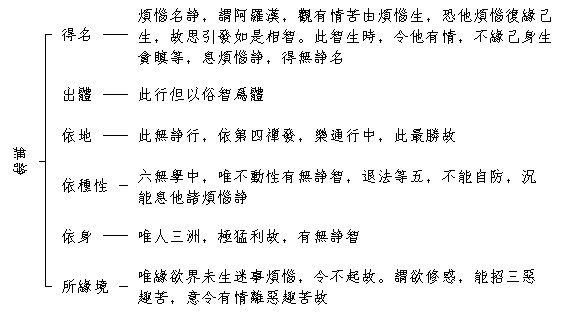 無諍
得名
煩惱名諍，謂阿羅漢，觀有情苦由煩惱生，恐他煩惱復緣己
生，故思引發如是相智。此智生時，令他有情，不緣己身生
貪瞋等，息煩惱諍，得無諍名
出體
此行但以俗智爲體
依地
此無諍行，依第四禪發，樂通行中，此最勝故
依種性
六無學中，唯不動性有無諍智，退法等五，不能自防，況
能息他諸煩惱諍
依身
唯人三洲，極猛利故，有無諍智
所緣境
唯緣欲界未生迷事煩惱，令不起故。謂欲修惑，能招三惡
趣苦，意令有情離惡趣苦故